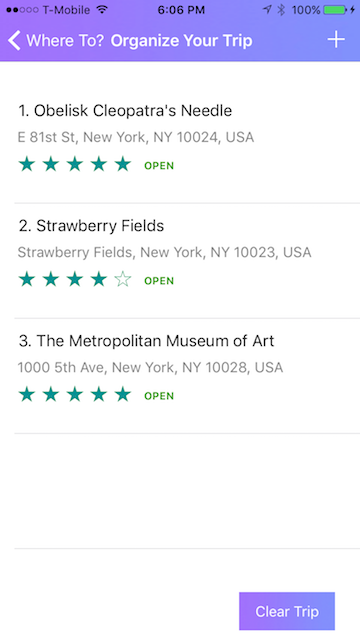 T-Mobile 6:06 PM 100%
Where To? Organize Your Trip +
1. Obelisk Cleopatra's Needle
E 81st St, New York, NY 10024, USA
OPEN
2. Strawberry Fields
Strawberry Fields, New York, NY 10023, USA
OPEN
3. The Metropolitan Museum of Art
1000 5th Ave, New York, NY 10028, USA
OPEN
Clear Trip